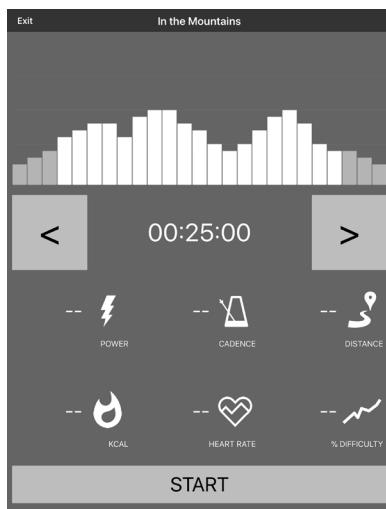 Exit In the Mountains
< 00:25:00 >
-- -- --
POWER CADENCE DISTANCE
-- -- --
KCAL HEART RATE % DIFFICULTY
START